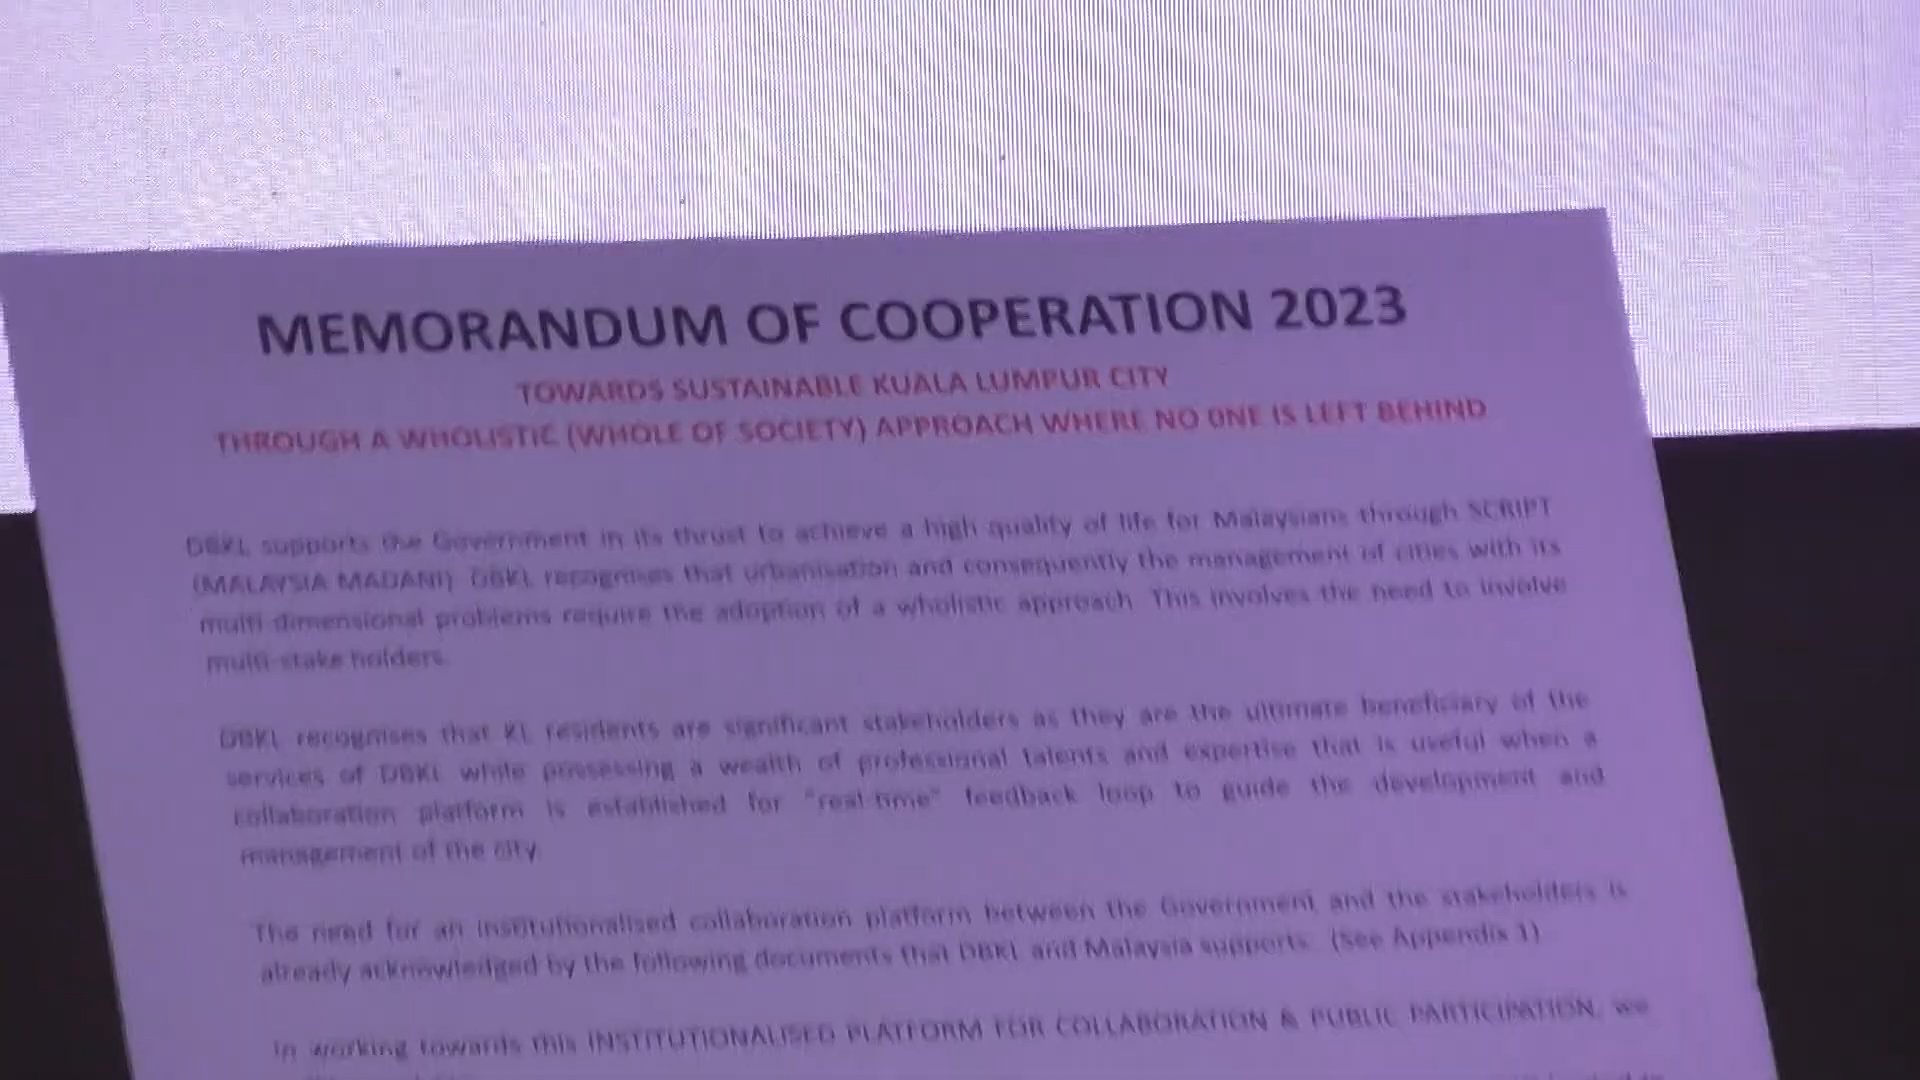 MEMORANDUM OF COOPERATION 2023
TOWARDS SUSTAINABLE KUALA LUMPUR CITY
THROUGH A WHOLISTIC (WHOLE OF SOCIETY) APPROACH WHERE NO ONE IS LEFT BEHIND
DBKL supports the Government in its thrust to achieve a high quality of life for Malaysians through SCRIPT
(MALAYSIA MADANI). DBKL recognises that urbanisation and consequently the management of cities with its
multi-dimensional problems require the adoption of a wholistic approach. This involves the need to involve
multi-stake holders.
DBKL recognises that KL residents are significant stakeholders as they are the ultimate beneficiary of the
services of DBKL while possessing a wealth of professional talents and expertise that is useful when a
collaboration platform is established for "real-time" feedback loop to guide the development and
management of the city.
The need for an institutionalised collaboration platform between the Government and the stakeholders is
already acknowledged by the following documents that DBKL and Malaysia supports. (See Appendix 1)
In working towards this INSTITUTIONALISED PLATFORM FOR COLLABORATION & PUBLIC PARTICIPATION, we